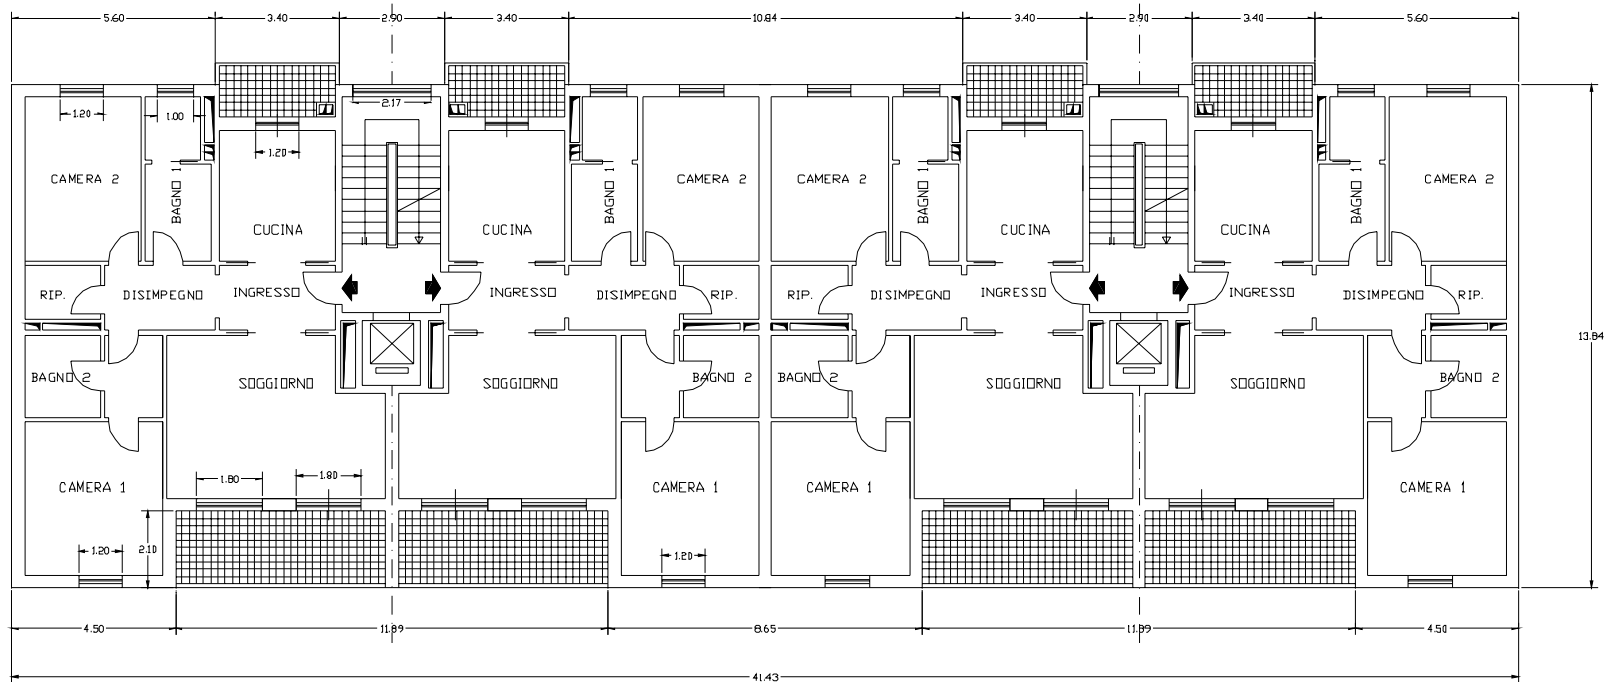 5.60 3.40 2.90 3.40 10.84 3.40 2.90 3.40 5.60
1.20 1.00 2.17
1.20
CAMERA 2 BAGNO 1 CUCINA CUCINA BAGNO 1 CAMERA 2 CAMERA 2 BAGNO 1 CUCINA CUCINA BAGNO 1 CAMERA 2
RIP. DISIMPEGNO INGRESSO INGRESSO DISIMPEGNO RIP. RIP. DISIMPEGNO INGRESSO INGRESSO DISIMPEGNO RIP.
13.84
BAGNO 2 SOGGIORNO SOGGIORNO BAGNO 2 BAGNO 2 SOGGIORNO SOGGIORNO BAGNO 2
1.80 1.80
CAMERA 1 CAMERA 1 CAMERA 1 CAMERA 1
1.20 2.10 1.20
4.50 11.89 8.65 11.89 4.50
41.43